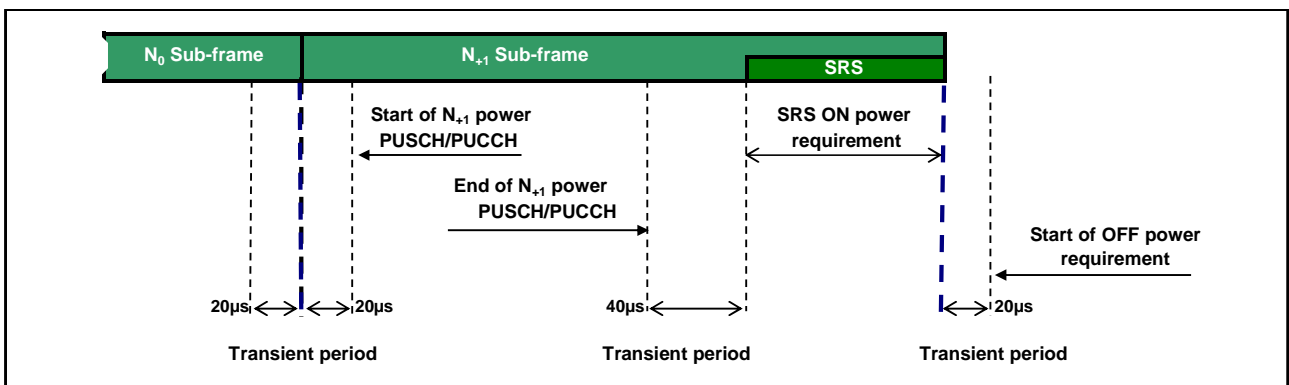 N0 Sub-frame
N+1 Sub-frame
SRS
Start of N+1 power
PUSCH/PUCCH
SRS ON power
requirement
End of N+1 power
PUSCH/PUCCH
Start of OFF power
requirement
20µs
20µs
40µs
20µs
Transient period
Transient period
Transient period